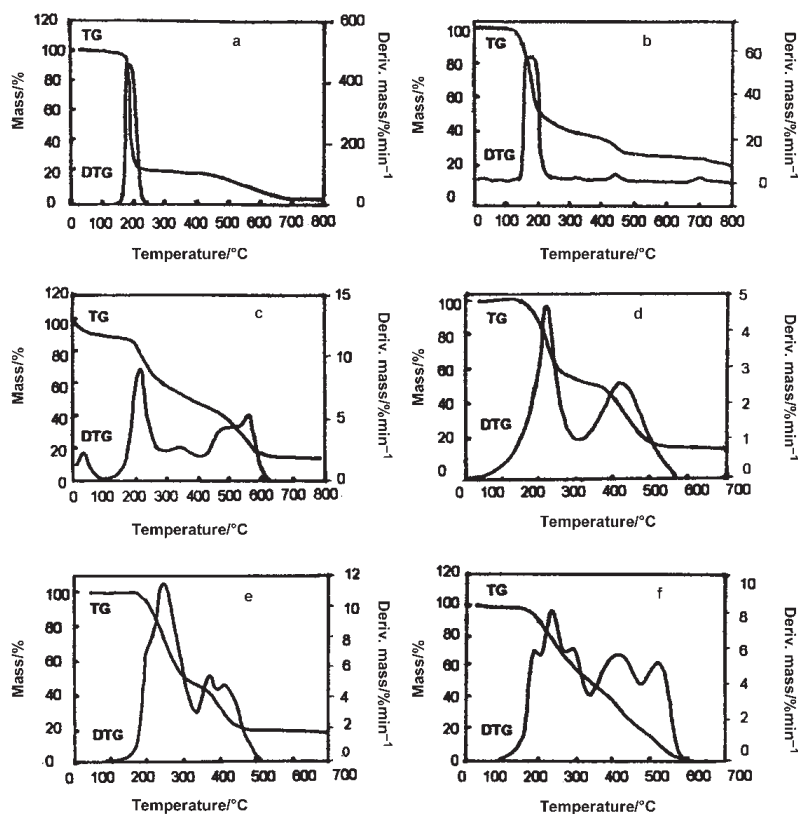 120
600
TG
a
100
400
80
60
200
40
DTG
20
0
0
0 100 200 300 400 500 600 700 800
Mass/%
Deriv. mass/%min⁻¹
Temperature/°C
b
100
TG
60
80
40
60
40
20
DTG
20
0
0
0 100 200 300 400 500 600 700 800
Mass/%
Deriv. mass/%min⁻¹
Temperature/°C
120
15
TG
c
100
80
10
60
40
5
DTG
20
0
0
0 100 200 300 400 500 600 700 800
Mass/%
Deriv. mass/%min⁻¹
Temperature/°C
5
100
TG
d
4
80
3
60
2
40
DTG
1
20
0
0
0 100 200 300 400 500 600 700
Mass/%
Deriv. mass/%min⁻¹
Temperature/°C
12
e
100
10
TG
80
8
60
6
40
4
20
DTG
2
0
0
0 100 200 300 400 500 600 700
Mass/%
Deriv. mass/%min⁻¹
Temperature/°C
120
10
TG
f
100
8
80
6
60
4
40
2
DTG
20
0
0
0 100 200 300 400 500 600 700
Mass/%
Deriv. mass/%min⁻¹
Temperature/°C